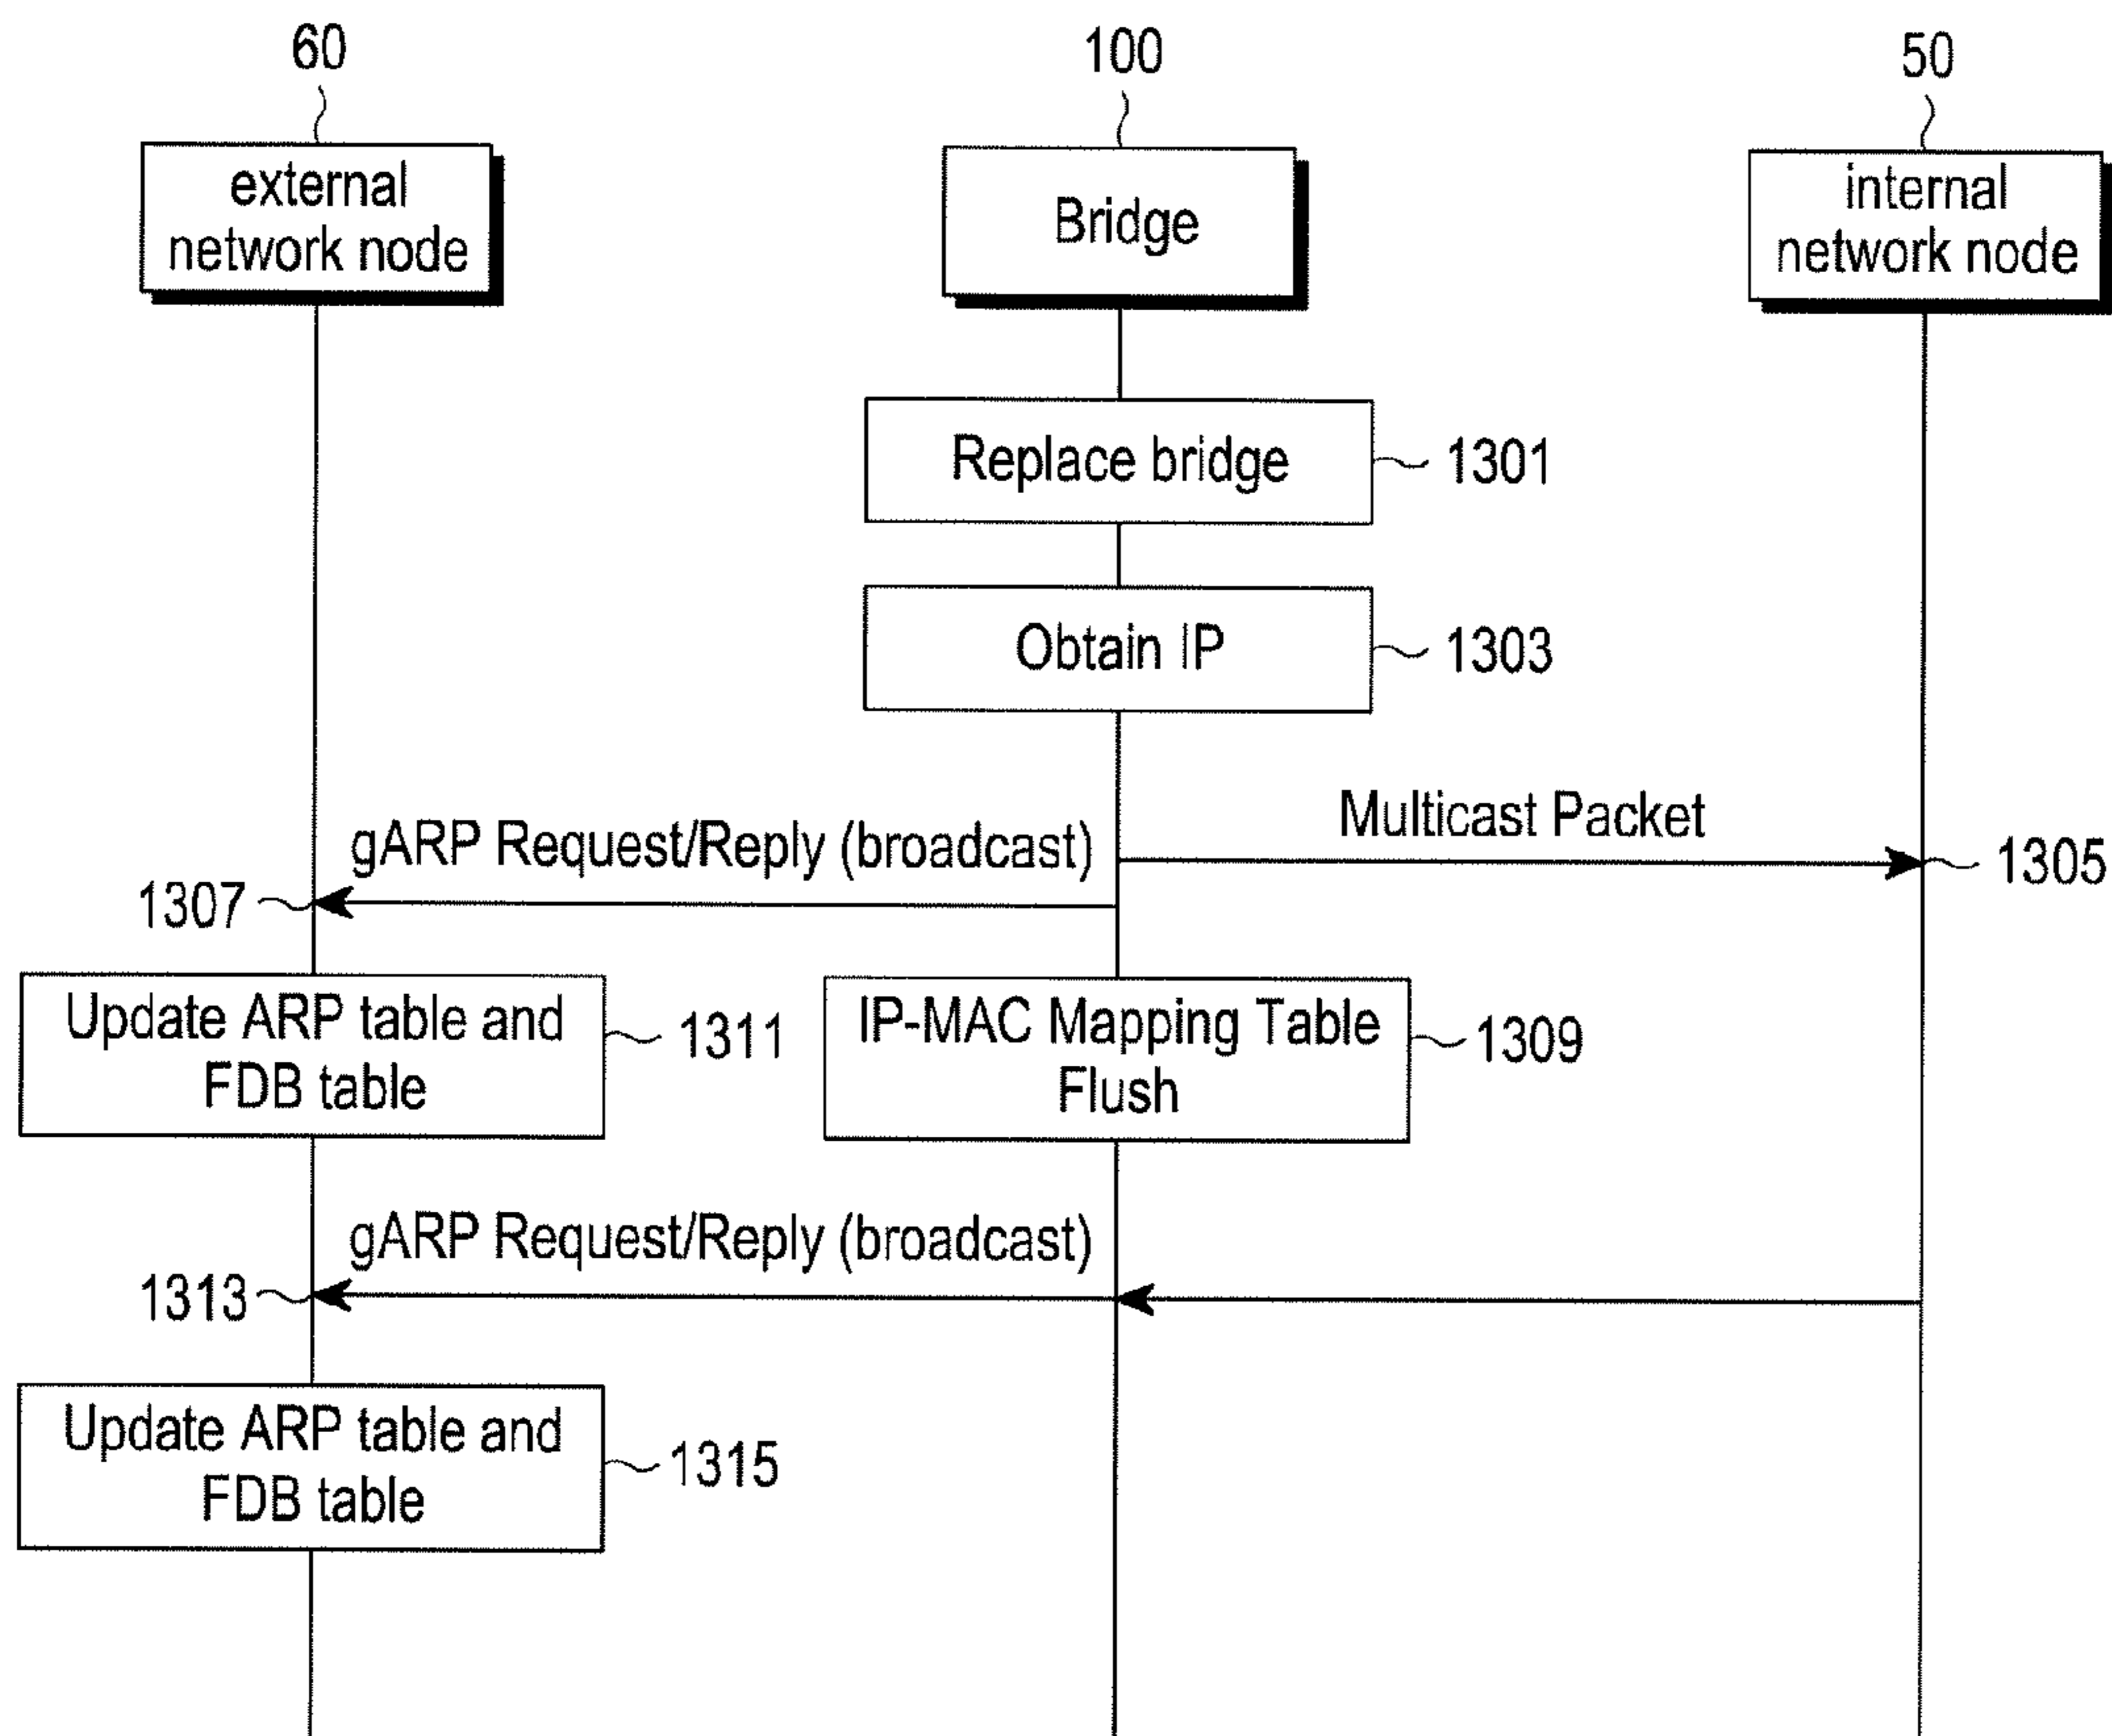 60
100
50
external
network node
Bridge
internal
network node
Replace bridge
1301
Obtain IP
1303
Multicast Packet
gARP Request/Reply (broadcast)
1305
1307
Update ARP table and
FDB table
1311
IP-MAC Mapping Table
Flush
1309
gARP Request/Reply (broadcast)
1313
Update ARP table and
FDB table
1315